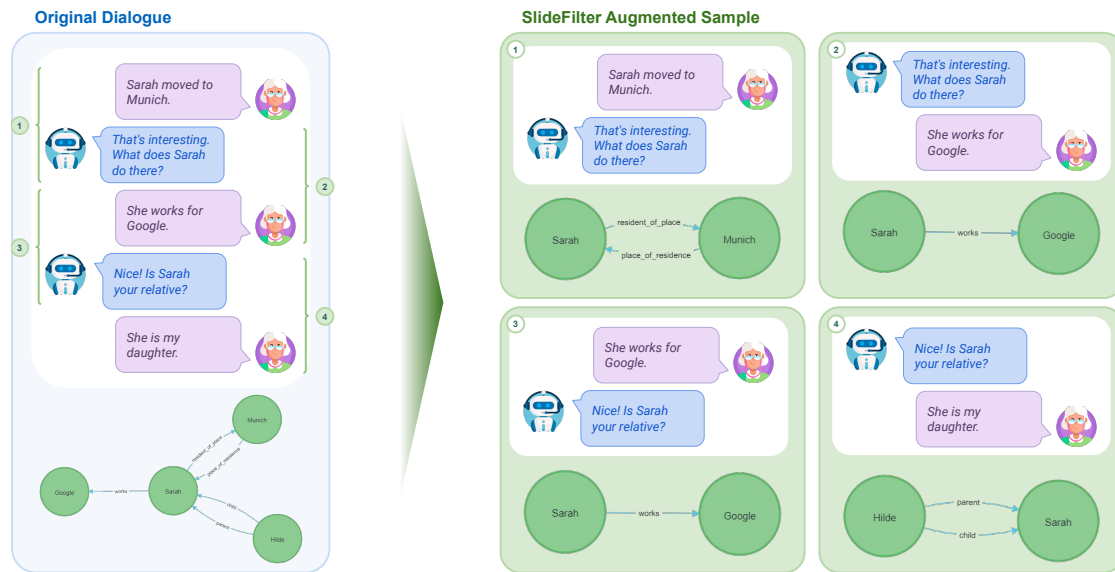 Original Dialogue
Sarah moved to
Munich.
1
That's interesting.
What does Sarah
do there?
2
She works for
Google.
3
Nice! Is Sarah
your relative?
4
She is my
daughter.
Munich
resident_of_place
place_of_residence
Google
works
Sarah
child
parent
Hilde
SlideFilter Augmented Sample
1
Sarah moved to
Munich.
That's interesting.
What does Sarah
do there?
Sarah
resident_of_place
place_of_residence
Munich
2
That's interesting.
What does Sarah
do there?
She works for
Google.
Sarah
works
Google
3
She works for
Google.
Nice! Is Sarah
your relative?
Sarah
works
Google
4
Nice! Is Sarah
your relative?
She is my
daughter.
Hilde
parent
child
Sarah